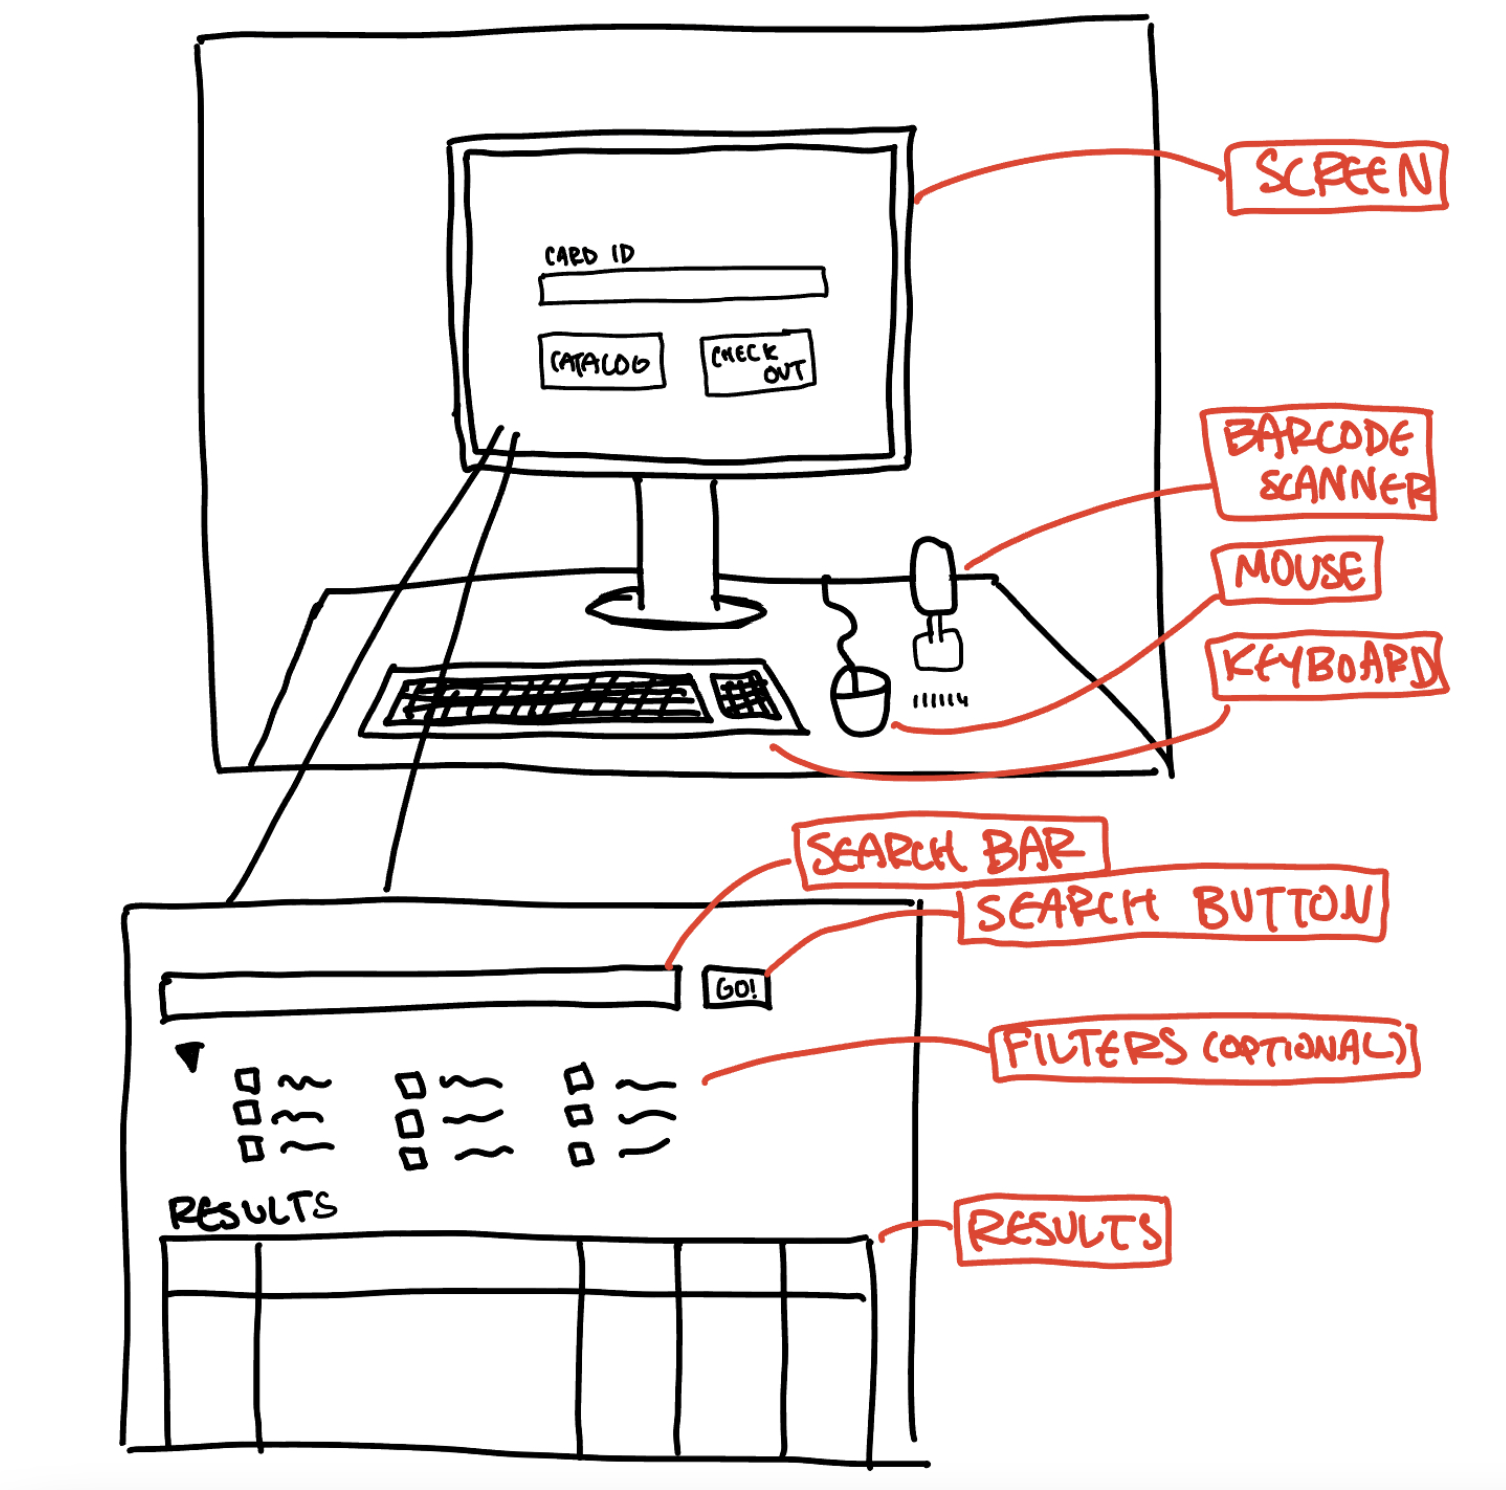 SCREEN
CARD ID
CATALOG
CHECK
OUT
BARCODE
SCANNER
MOUSE
KEYBOARD
SEARCH BAR
SEARCH BUTTON
GO!
FILTERS (OPTIONAL)
RESULTS
RESULTS